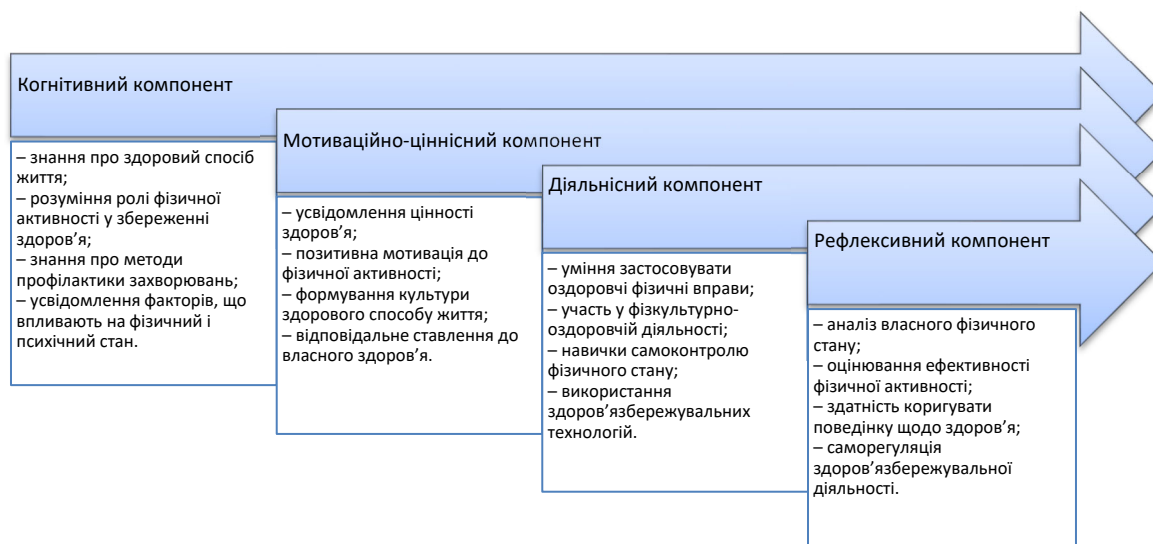 Когнітивний компонент
– знання про здоровий спосіб
життя;
– розуміння ролі фізичної
активності у збереженні
здоров’я;
– знання про методи
профілактики захворювань;
– усвідомлення факторів, що
впливають на фізичний і
психічний стан.
Мотиваційно-ціннісний компонент
– усвідомлення цінності
здоров’я;
– позитивна мотивація до
фізичної активності;
– формування культури
здорового способу життя;
– відповідальне ставлення до
власного здоров’я.
Діяльнісний компонент
– уміння застосовувати
оздоровчі фізичні вправи;
– участь у фізкультурно-
оздоровчій діяльності;
– навички самоконтролю
фізичного стану;
– використання
здоров’язбережувальних
технологій.
Рефлексивний компонент
– аналіз власного фізичного
стану;
– оцінювання ефективності
фізичної активності;
– здатність коригувати
поведінку щодо здоров’я;
– саморегуляція
здоров’язбережувальної
діяльності.